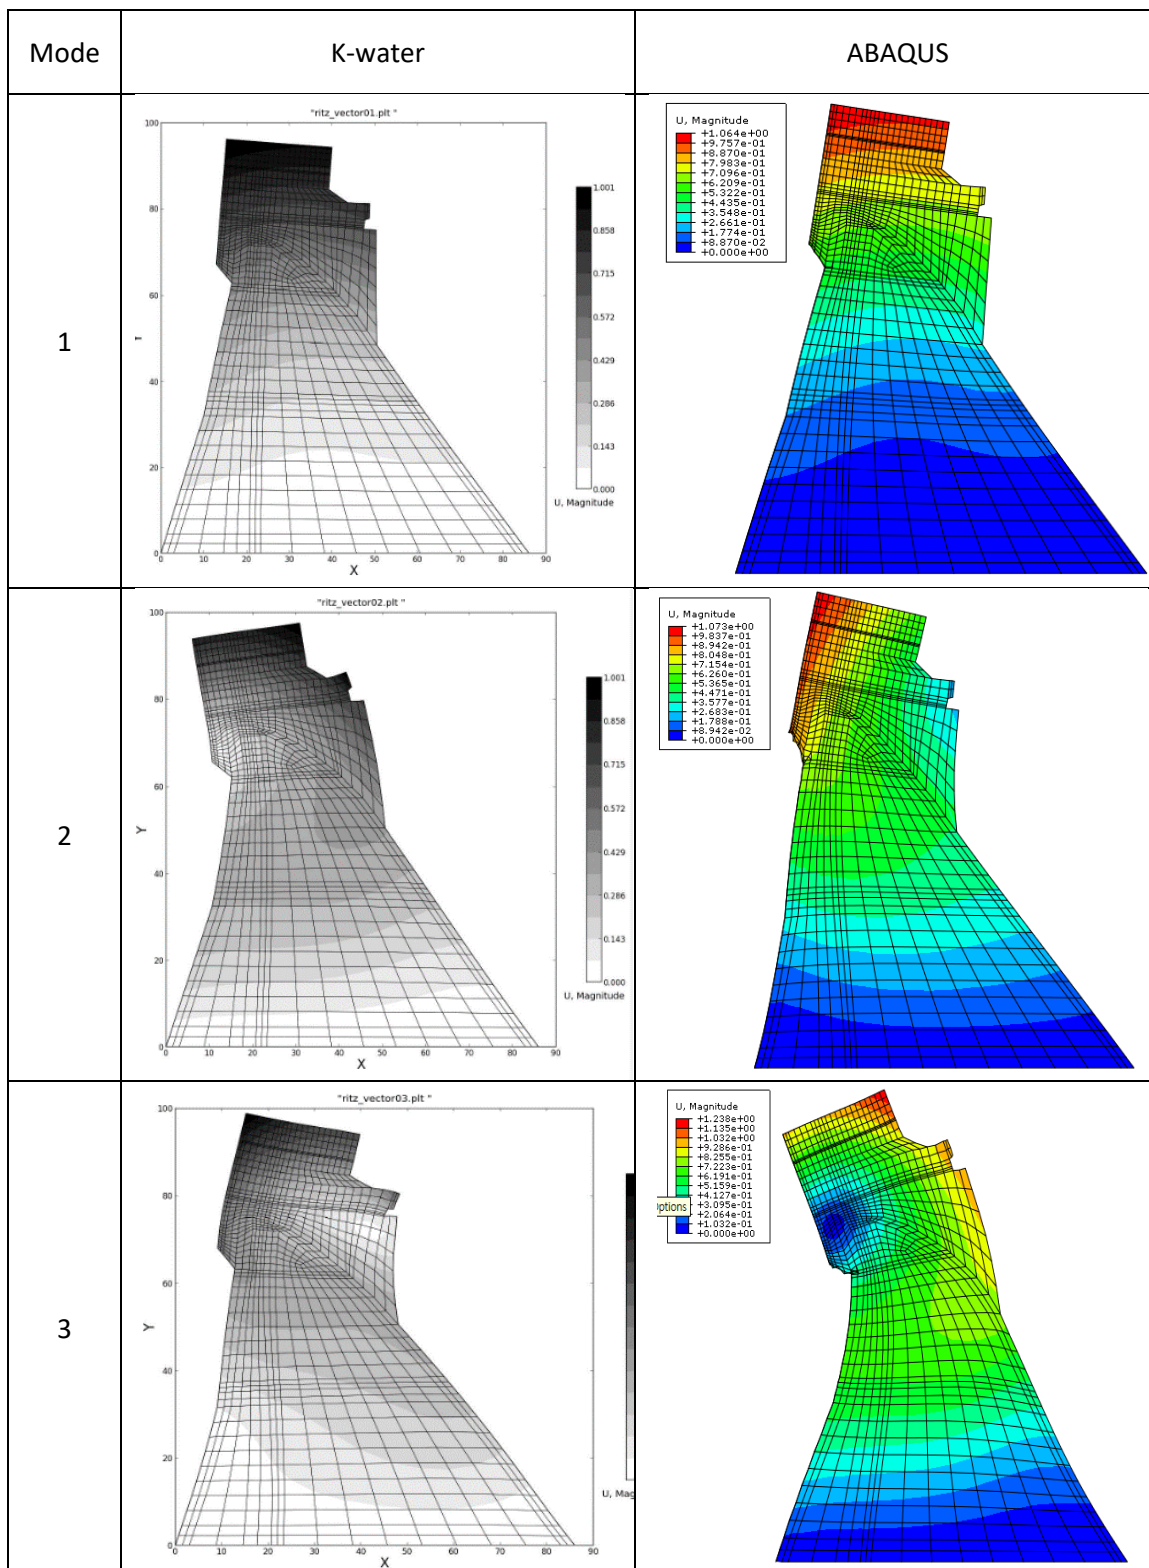 Mode K-water ABAQUS
1
"ritz_vector01.plt "
100
80
60
40
20
0
0 10 20 30 40 50 60 70 80 90
X
1.001
0.858
0.715
0.572
0.429
0.286
0.143
0.000
U, Magnitude
U, Magnitude
+1.064e+00
+9.757e-01
+8.870e-01
+7.983e-01
+7.096e-01
+6.209e-01
+5.322e-01
+4.435e-01
+3.548e-01
+2.661e-01
+1.774e-01
+8.870e-02
+0.000e+00
2
"ritz_vector02.plt "
100
80
60
Y
40
20
0
0 10 20 30 40 50 60 70 80 90
X
1.001
0.858
0.715
0.572
0.429
0.286
0.143
0.000
U, Magnitude
U, Magnitude
+1.073e+00
+9.837e-01
+8.942e-01
+8.048e-01
+7.154e-01
+6.260e-01
+5.365e-01
+4.471e-01
+3.577e-01
+2.683e-01
+1.788e-01
+8.942e-02
+0.000e+00
3
"ritz_vector03.plt "
100
80
60
Y
40
20
0
0 10 20 30 40 50 60 70 80 90
X
U, Mag
U, Magnitude
+1.238e+00
+1.135e+00
+1.032e+00
+9.286e-01
+8.255e-01
+7.223e-01
+6.191e-01
+5.159e-01
+4.127e-01
+3.095e-01
+2.064e-01
+1.032e-01
+0.000e+00
ptions